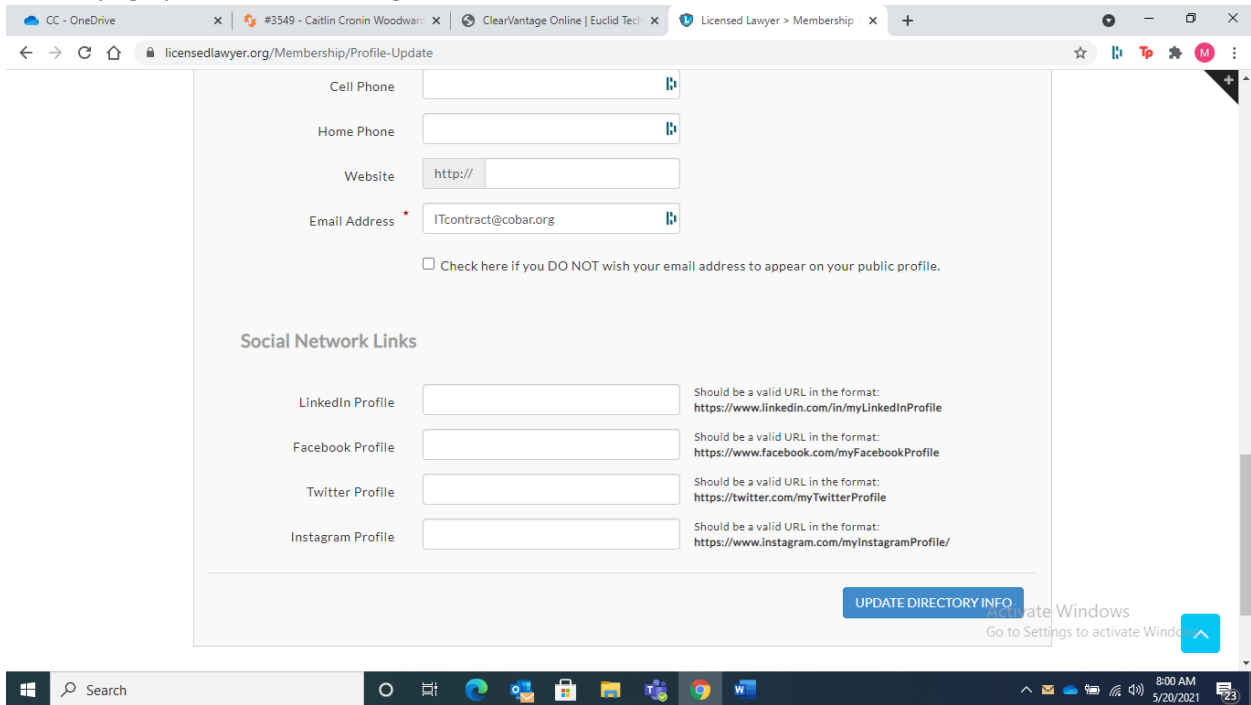 CC - OneDrive
#3549 - Caitlin Cronin Woodward
ClearVantage Online | Euclid Tech
Licensed Lawyer > Membership >
licensedlawyer.org/Membership/Profile-Update
M
Cell Phone
Home Phone
Website http://
Email Address * ITcontract@cobar.org
Check here if you DO NOT wish your email address to appear on your public profile.
Social Network Links
LinkedIn Profile
Should be a valid URL in the format:
https://www.linkedin.com/in/myLinkedInProfile
Facebook Profile
Should be a valid URL in the format:
https://www.facebook.com/myFacebookProfile
Twitter Profile
Should be a valid URL in the format:
https://twitter.com/myTwitterProfile
Instagram Profile
Should be a valid URL in the format:
https://www.instagram.com/myInstagramProfile/
UPDATE DIRECTORY INFO
Activate Windows
Go to Settings to activate Windows
Search
8:00 AM
5/20/2021
23